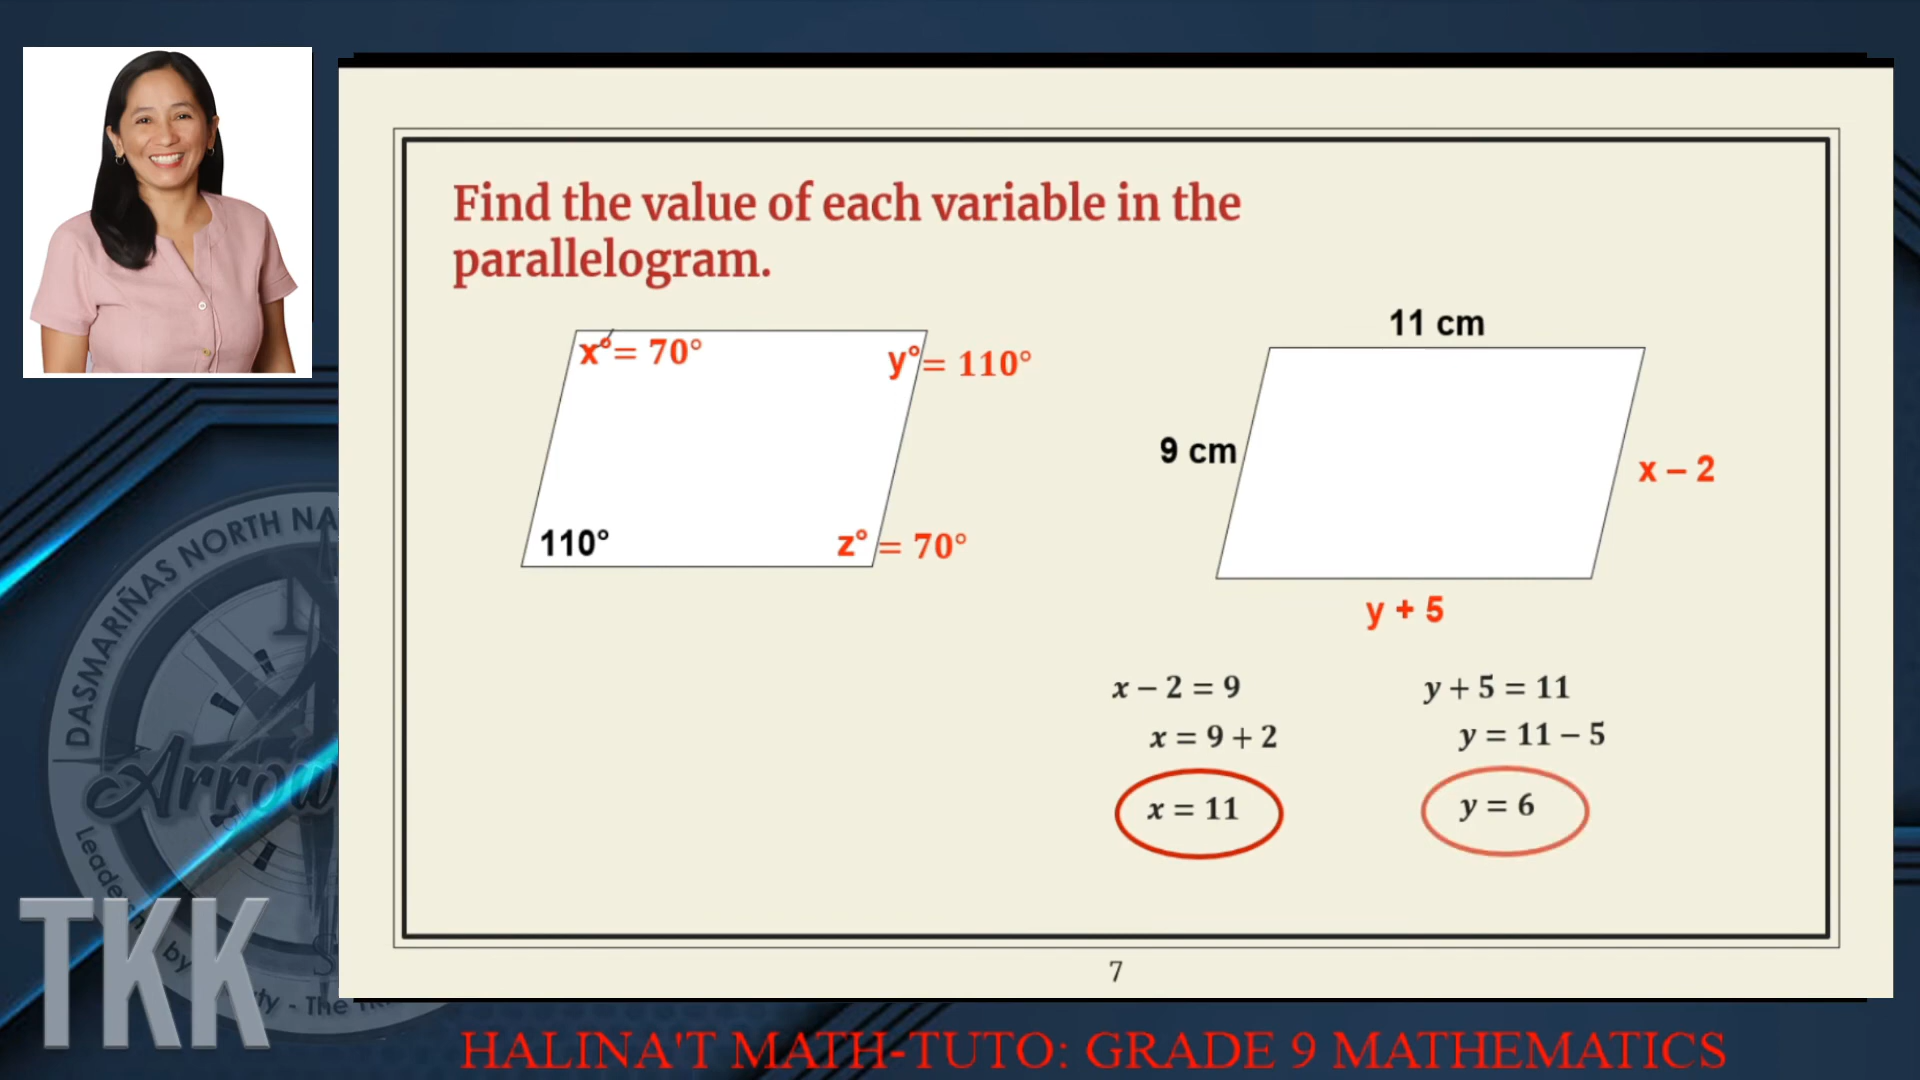 Find the value of each variable in the
parallelogram.
x° = 70°
y° = 110°
110°
z° = 70°
11 cm
9 cm
x – 2
y + 5
x − 2 = 9
x = 9 + 2
x = 11
y + 5 = 11
y = 11 − 5
y = 6
7
DASMARIÑAS NORTH NA
Arrow
by
- The
TKK
HALINA'T MATH-TUTO: GRADE 9 MATHEMATICS